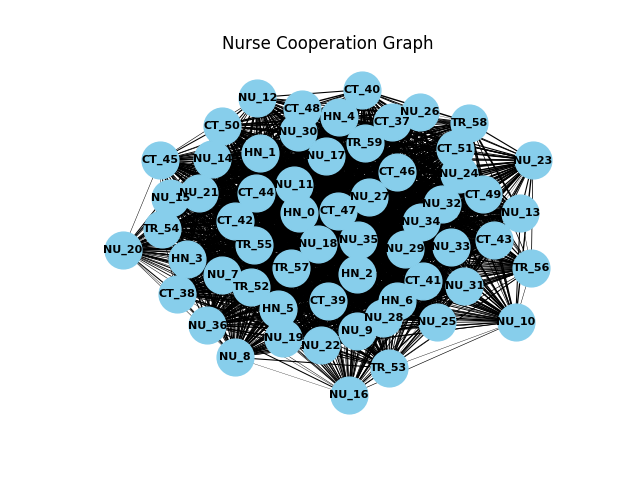 Nurse Cooperation Graph
CT_40
NU_12
CT_48
NU_26
HN_4
CT_37
TR_58
CT_50
NU_30
TR_59
CT_51
HN_1
NU_17
NU_14
CT_45
NU_23
CT_46
NU_24
NU_11
CT_44
NU_21
CT_49
NU_15
NU_27
NU_32
HN_0
CT_47
NU_13
CT_42
NU_34
TR_54
NU_35
CT_43
NU_18
TR_55
NU_33
NU_29
NU_20
HN_3
TR_57
TR_56
NU_7
HN_2
CT_41
TR_52
NU_31
CT_38
CT_39
HN_6
HN_5
NU_28
NU_36
NU_25
NU_10
NU_9
NU_19
NU_22
NU_8
TR_53
NU_16